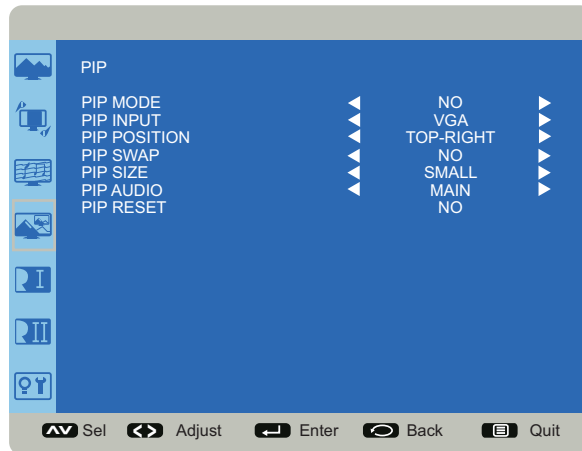 PIP
PIP MODE NO
PIP INPUT VGA
PIP POSITION TOP-RIGHT
PIP SWAP NO
PIP SIZE SMALL
PIP AUDIO MAIN
PIP RESET NO
I
II
Sel Adjust Enter Back Quit